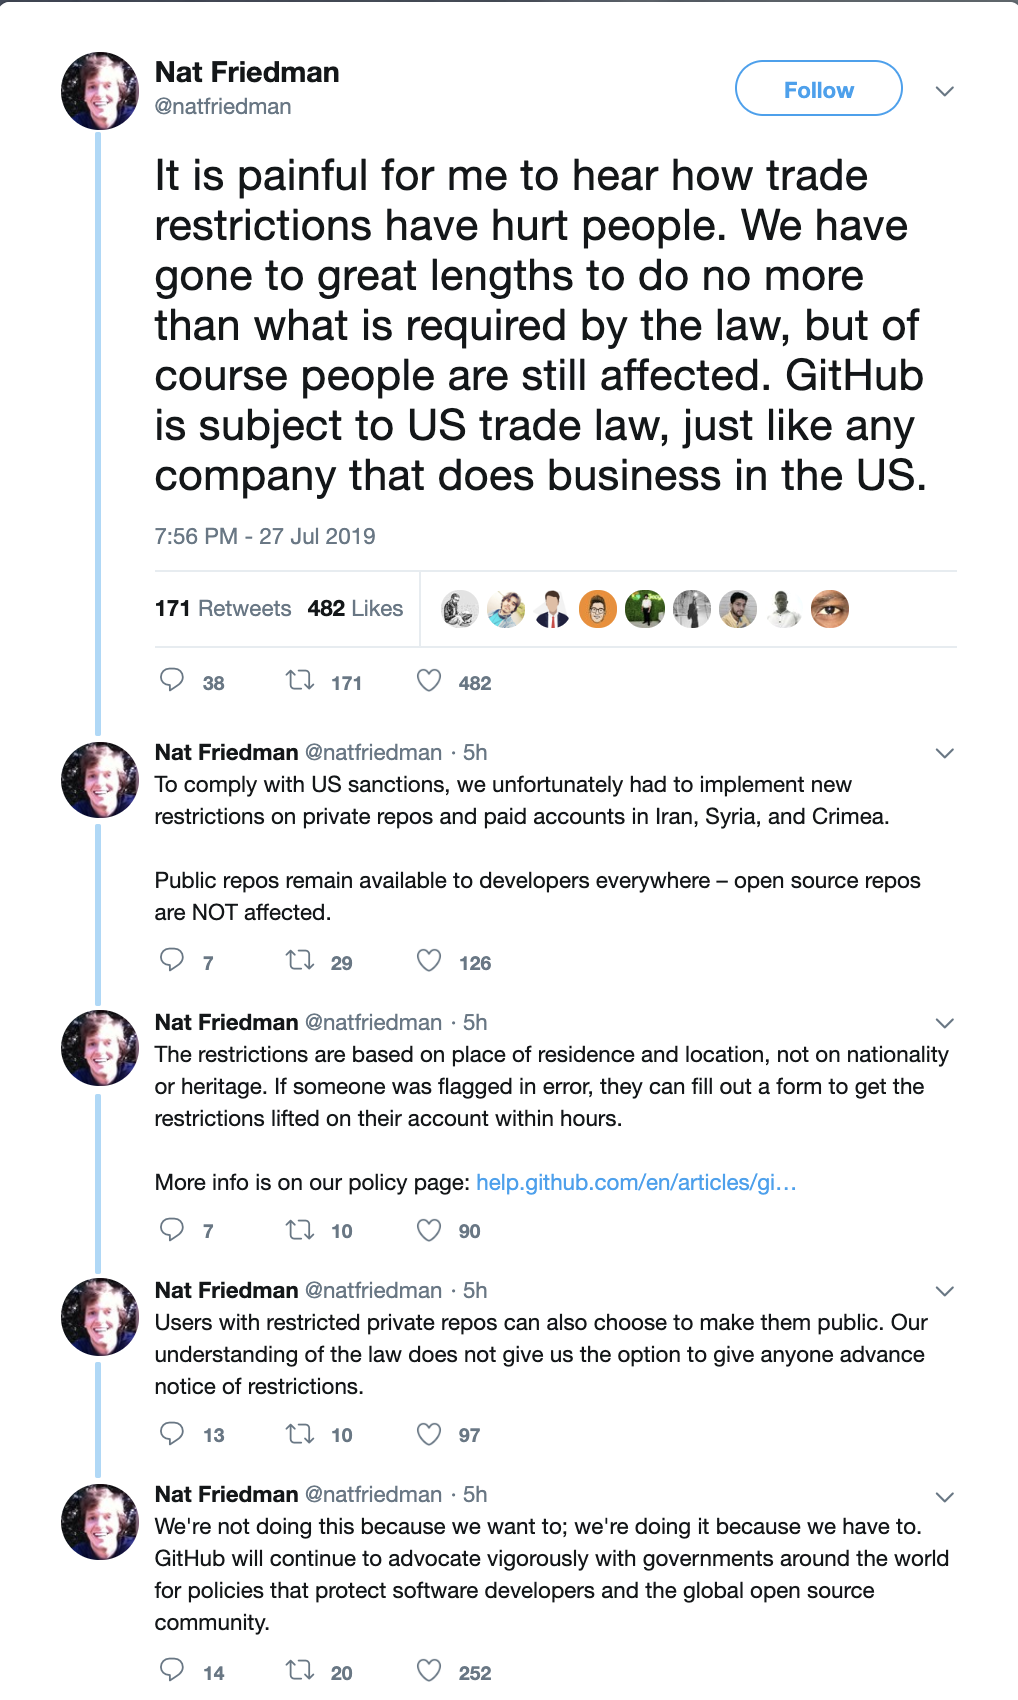 Nat Friedman
@natfriedman
Follow
It is painful for me to hear how trade
restrictions have hurt people. We have
gone to great lengths to do no more
than what is required by the law, but of
course people are still affected. GitHub
is subject to US trade law, just like any
company that does business in the US.
7:56 PM - 27 Jul 2019
171 Retweets 482 Likes
38 171 482
Nat Friedman @natfriedman · 5h
To comply with US sanctions, we unfortunately had to implement new
restrictions on private repos and paid accounts in Iran, Syria, and Crimea.
Public repos remain available to developers everywhere – open source repos
are NOT affected.
7 29 126
Nat Friedman @natfriedman · 5h
The restrictions are based on place of residence and location, not on nationality
or heritage. If someone was flagged in error, they can fill out a form to get the
restrictions lifted on their account within hours.
More info is on our policy page: help.github.com/en/articles/gi…
7 10 90
Nat Friedman @natfriedman · 5h
Users with restricted private repos can also choose to make them public. Our
understanding of the law does not give us the option to give anyone advance
notice of restrictions.
13 10 97
Nat Friedman @natfriedman · 5h
We're not doing this because we want to; we're doing it because we have to.
GitHub will continue to advocate vigorously with governments around the world
for policies that protect software developers and the global open source
community.
14 20 252